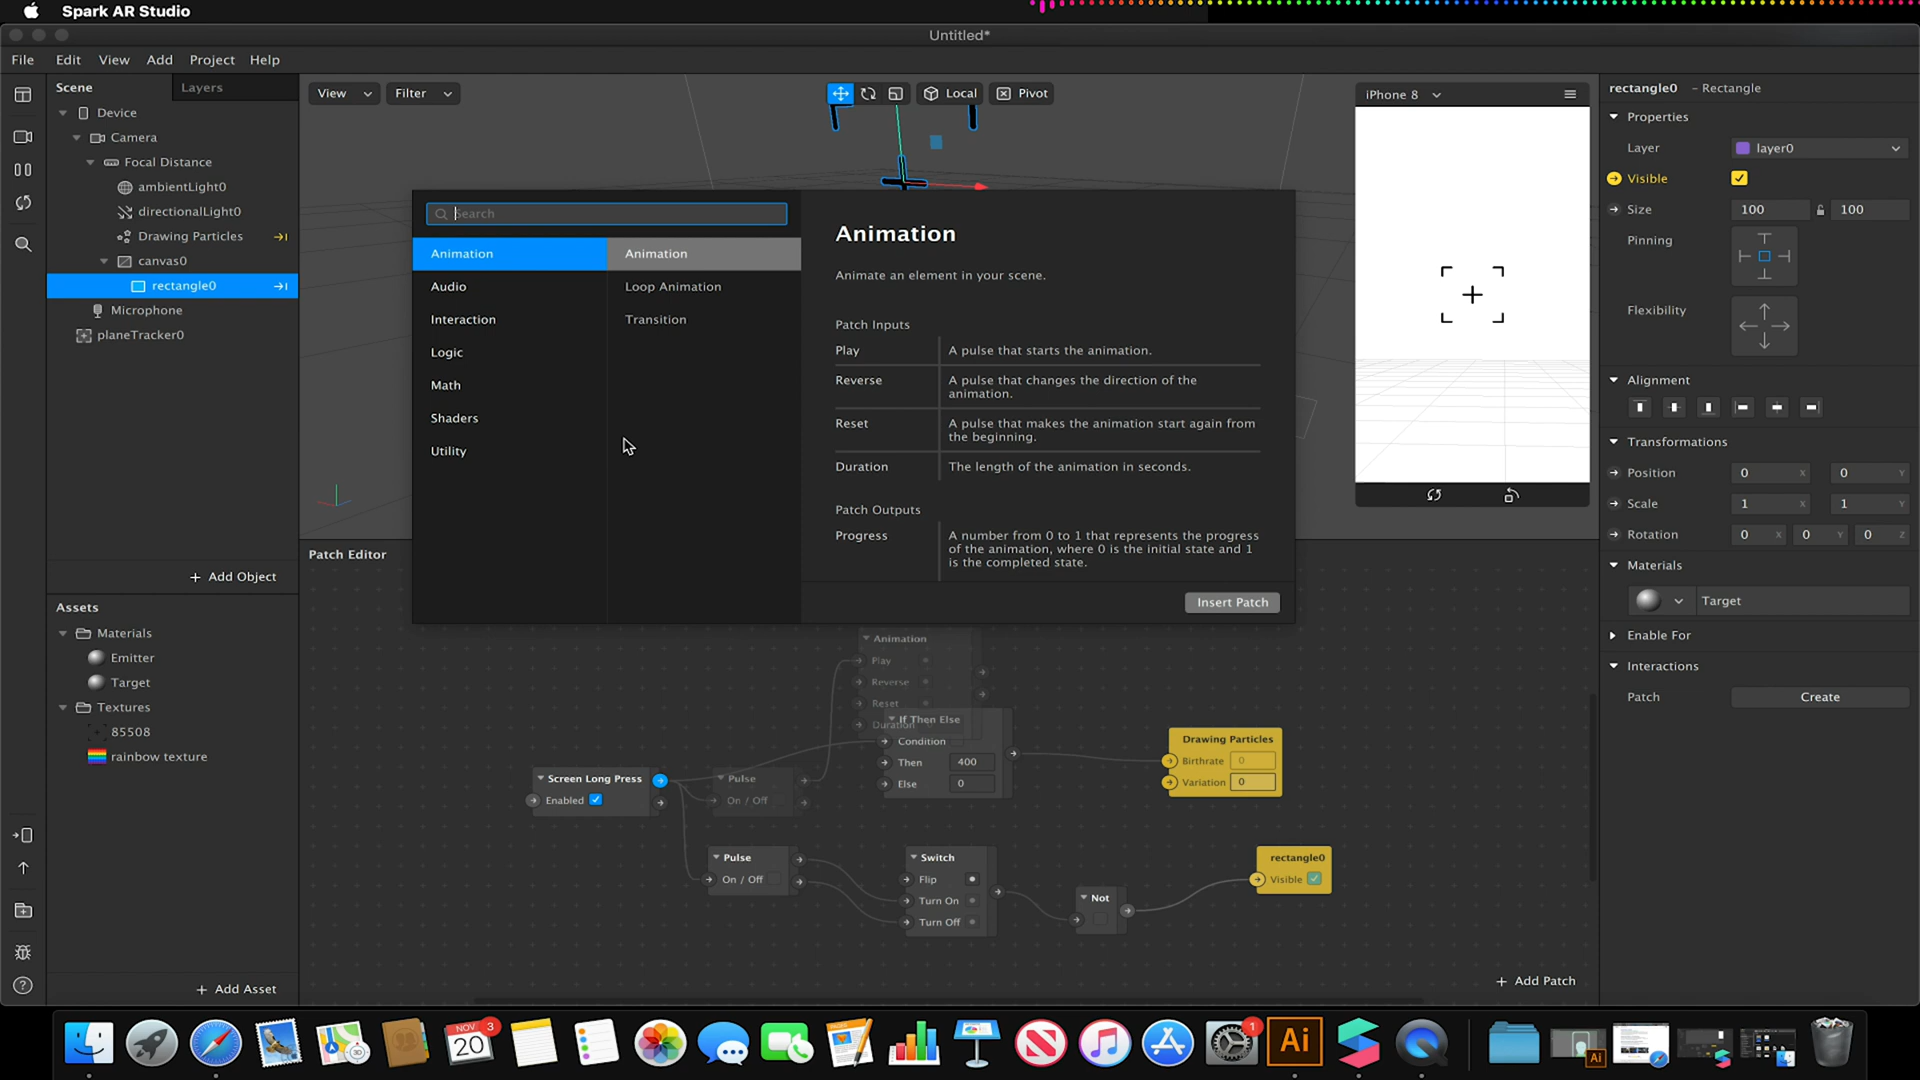 Spark AR Studio
Untitled*
File Edit View Add Project Help
Scene Layers
Device
Camera
Focal Distance
ambientLight0
directionalLight0
Drawing Particles
canvas0
rectangle0
Microphone
planeTracker0
+ Add Object
Assets
Materials
Emitter
Target
Textures
85508
rainbow texture
+ Add Asset
View Filter
Local Pivot
iPhone 8
Search
Animation
Audio
Interaction
Logic
Math
Shaders
Utility
Animation
Loop Animation
Transition
Animation
Animate an element in your scene.
Patch Inputs
Play A pulse that starts the animation.
Reverse A pulse that changes the direction of the
animation.
Reset A pulse that makes the animation start again from
the beginning.
Duration The length of the animation in seconds.
Patch Outputs
Progress A number from 0 to 1 that represents the progress
of the animation, where 0 is the initial state and 1
is the completed state.
Insert Patch
Patch Editor
Animation
Play
Reverse
Reset
Duration
If Then Else
Condition
Then 400
Else 0
Screen Long Press
Enabled
Pulse
On / Off
Pulse
On / Off
Switch
Flip
Turn On
Turn Off
Not
Drawing Particles
Birthrate 0
Variation 0
rectangle0
Visible
+ Add Patch
rectangle0 - Rectangle
Properties
Layer layer0
Visible
Size 100 100
Pinning
Flexibility
Alignment
Transformations
Position 0 X 0 Y
Scale 1 X 1 Y
Rotation 0 X 0 Y 0 Z
Materials
Target
Enable For
Interactions
Patch Create
NOV
20
3
3D
1
Ai
Ai